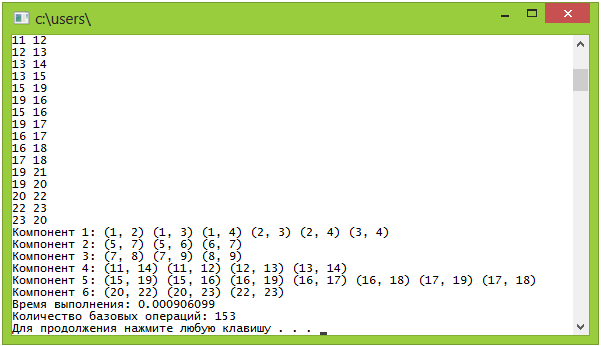 c:\users\
11 12
12 13
13 14
13 15
15 19
19 16
15 16
19 17
16 17
16 18
17 18
19 21
19 20
20 22
22 23
23 20
Компонент 1: (1, 2) (1, 3) (1, 4) (2, 3) (2, 4) (3, 4)
Компонент 2: (5, 7) (5, 6) (6, 7)
Компонент 3: (7, 8) (7, 9) (8, 9)
Компонент 4: (11, 14) (11, 12) (12, 13) (13, 14)
Компонент 5: (15, 19) (15, 16) (16, 19) (16, 17) (16, 18) (17, 19) (17, 18)
Компонент 6: (20, 22) (20, 23) (22, 23)
Время выполнения: 0.000906099
Количество базовых операций: 153
Для продолжения нажмите любую клавишу . . .